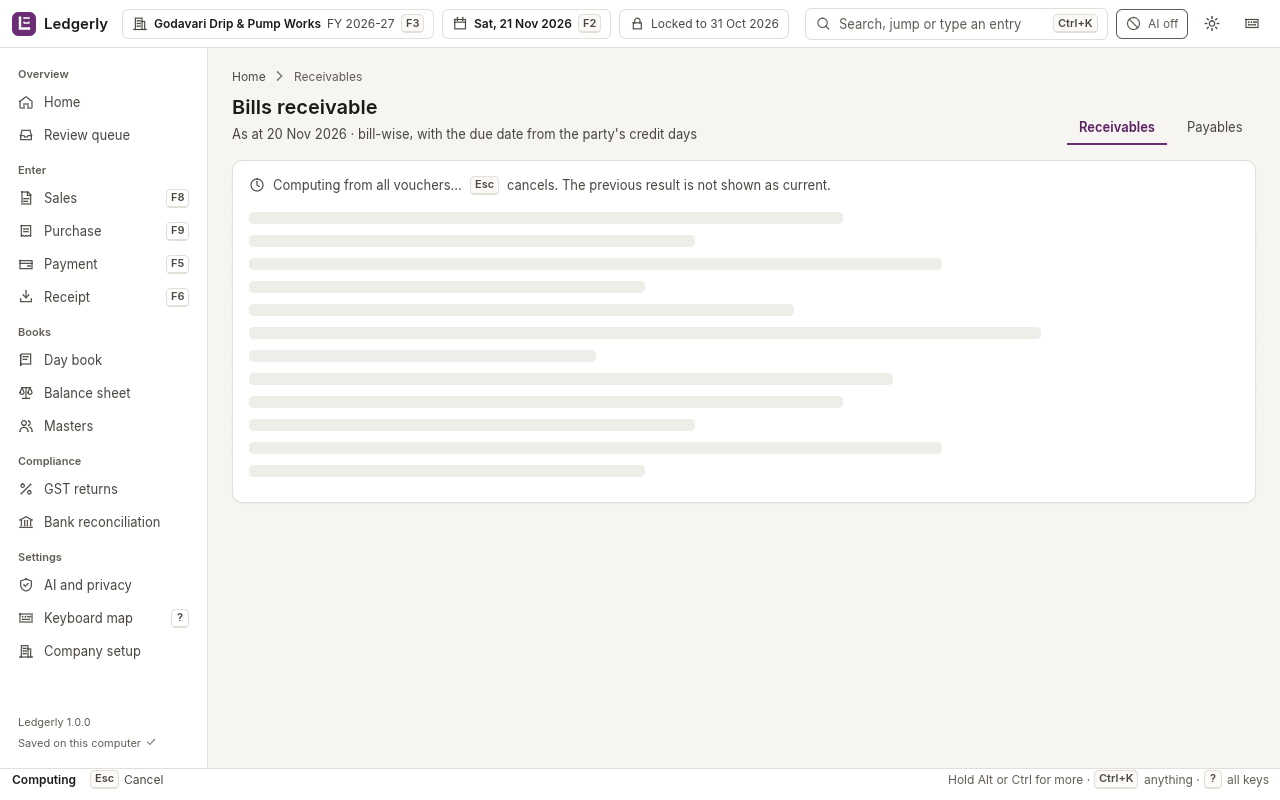 Ledgerly
Godavari Drip & Pump Works FY 2026-27 F3
Sat, 21 Nov 2026 F2
Locked to 31 Oct 2026
Search, jump or type an entry Ctrl+K
AI off
Overview
Home
Review queue
Enter
Sales F8
Purchase F9
Payment F5
Receipt F6
Books
Day book
Balance sheet
Masters
Compliance
GST returns
Bank reconciliation
Settings
AI and privacy
Keyboard map ?
Company setup
Ledgerly 1.0.0
Saved on this computer
Home Receivables
Bills receivable
As at 20 Nov 2026 · bill-wise, with the due date from the party's credit days
Receivables Payables
Computing from all vouchers... Esc cancels. The previous result is not shown as current.
Computing Esc Cancel
Hold Alt or Ctrl for more · Ctrl+K anything · ? all keys